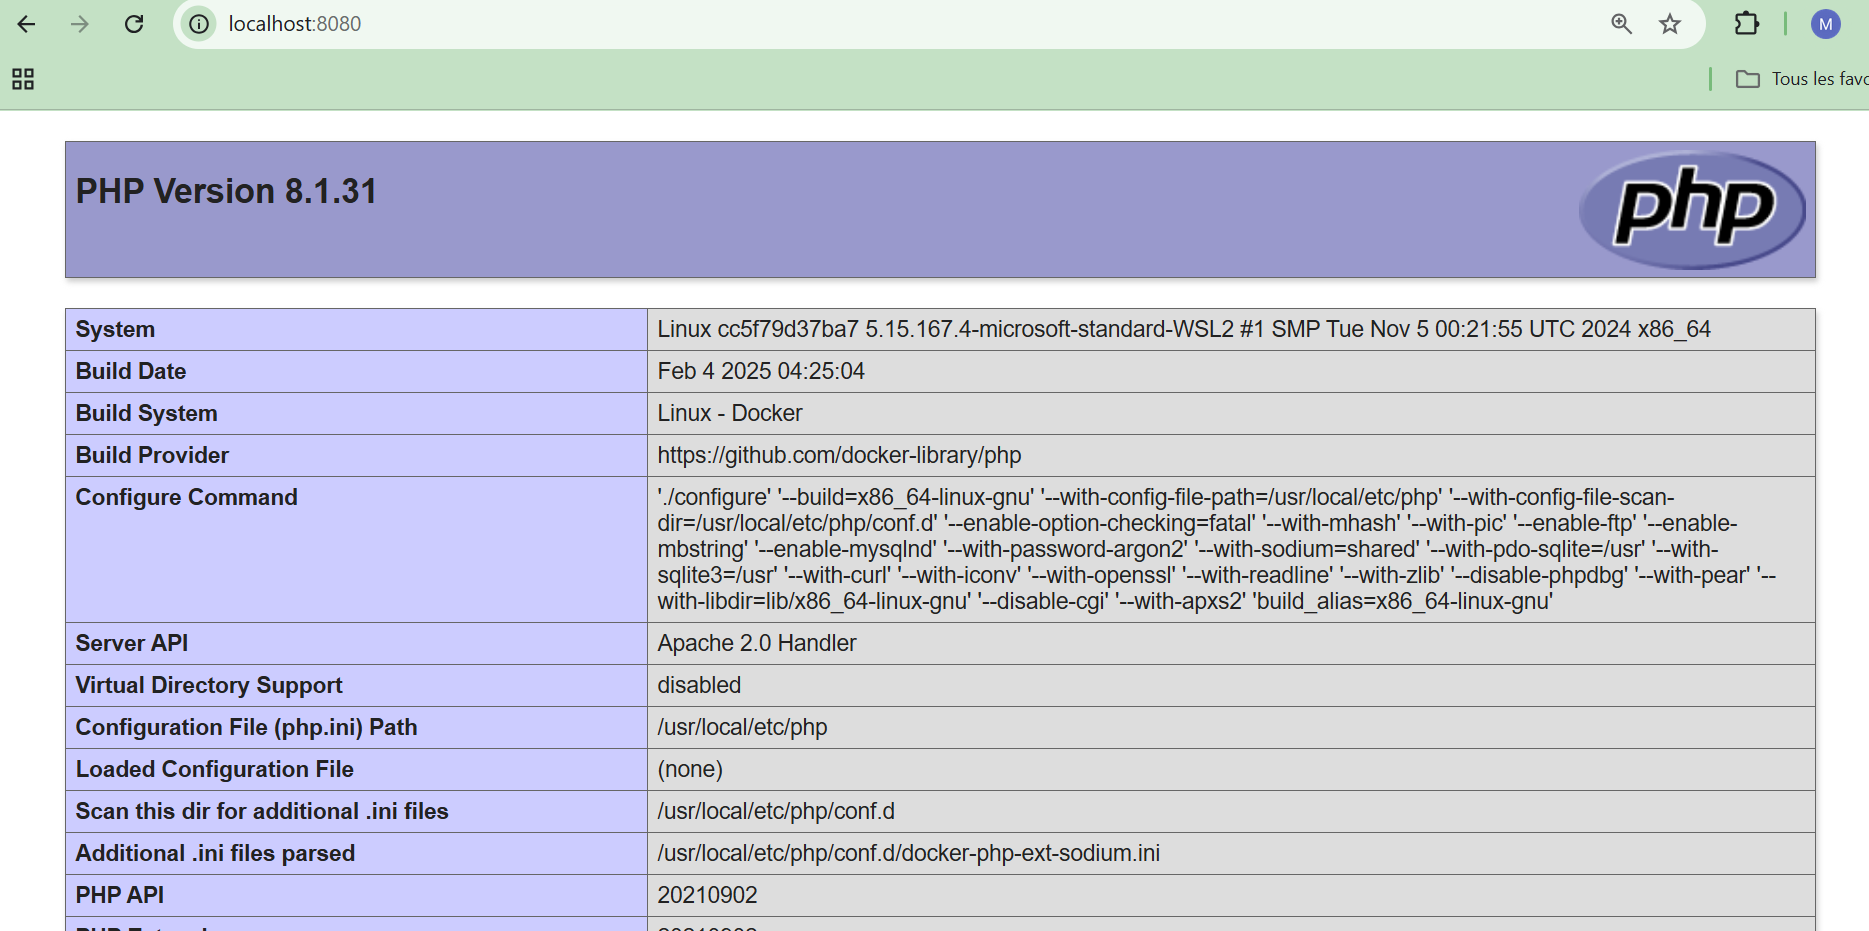 localhost:8080
M
Tous les favo
PHP Version 8.1.31
php
System Linux cc5f79d37ba7 5.15.167.4-microsoft-standard-WSL2 #1 SMP Tue Nov 5 00:21:55 UTC 2024 x86_64
Build Date Feb 4 2025 04:25:04
Build System Linux - Docker
Build Provider https://github.com/docker-library/php
Configure Command './configure' '--build=x86_64-linux-gnu' '--with-config-file-path=/usr/local/etc/php' '--with-config-file-scan-
dir=/usr/local/etc/php/conf.d' '--enable-option-checking=fatal' '--with-mhash' '--with-pic' '--enable-ftp' '--enable-
mbstring' '--enable-mysqlnd' '--with-password-argon2' '--with-sodium=shared' '--with-pdo-sqlite=/usr' '--with-
sqlite3=/usr' '--with-curl' '--with-iconv' '--with-openssl' '--with-readline' '--with-zlib' '--disable-phpdbg' '--with-pear' '--
with-libdir=lib/x86_64-linux-gnu' '--disable-cgi' '--with-apxs2' 'build_alias=x86_64-linux-gnu'
Server API Apache 2.0 Handler
Virtual Directory Support disabled
Configuration File (php.ini) Path /usr/local/etc/php
Loaded Configuration File (none)
Scan this dir for additional .ini files /usr/local/etc/php/conf.d
Additional .ini files parsed /usr/local/etc/php/conf.d/docker-php-ext-sodium.ini
PHP API 20210902